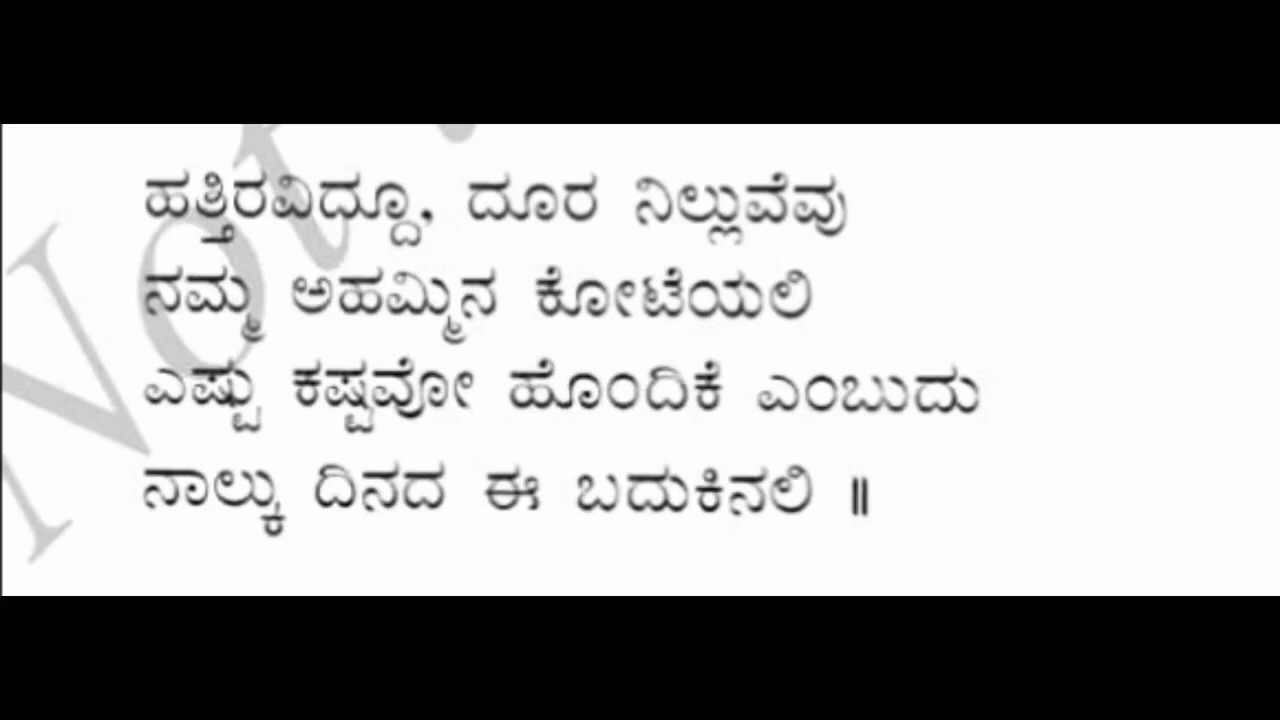 ಹತ್ತಿರವಿದ್ದೂ, ದೂರ ನಿಲ್ಲುವೆವು
ನಮ್ಮ ಅಹಮ್ಮಿನ ಕೋಟೆಯಲಿ
ಎಷ್ಟು ಕಷ್ಟವೋ ಹೊಂದಿಕೆ ಎಂಬುದು
ನಾಲ್ಕು ದಿನದ ಈ ಬದುಕಿನಲಿ ॥